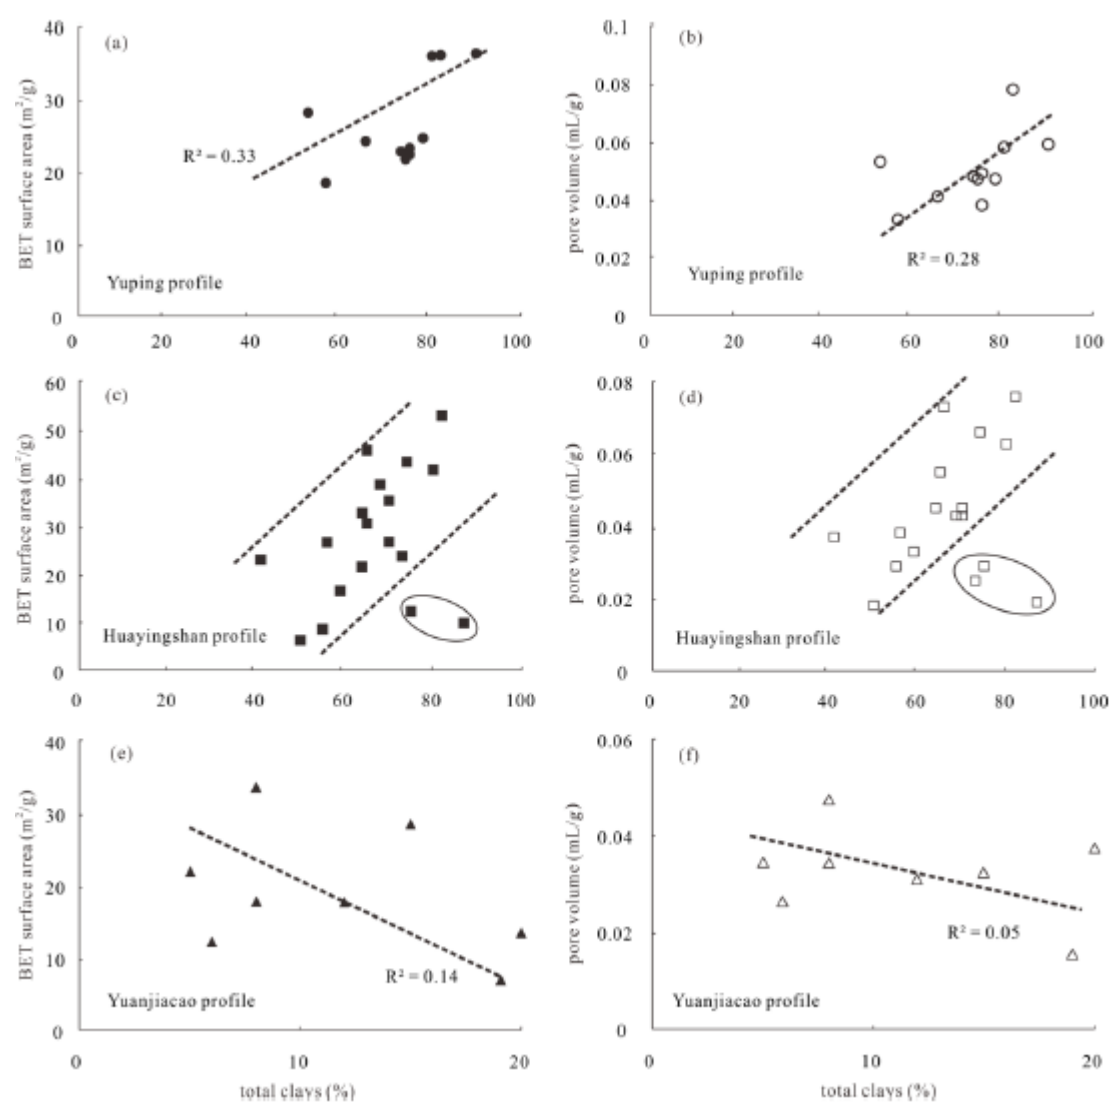 40
(a)
30
R² = 0.33
20
10
Yuping profile
0
0 20 40 60 80 100
BET surface area (m²/g)
0.1
(b)
0.08
0.06
0.04
R² = 0.28
0.02
Yuping profile
0
0 20 40 60 80 100
pore volume (mL/g)
60
(c)
50
40
30
20
10
Huayingshan profile
0
0 20 40 60 80 100
BET surface area (m²/g)
0.08
(d)
0.06
0.04
0.02
Huayingshan profile
0
0 20 40 60 80 100
pore volume (mL/g)
40
(e)
30
20
10
R² = 0.14
Yuanjiacao profile
0
0 10 20
BET surface area (m²/g)
total clays (%)
0.06
(f)
0.04
0.02
R² = 0.05
Yuanjiacao profile
0
0 10 20
pore volume (mL/g)
total clays (%)